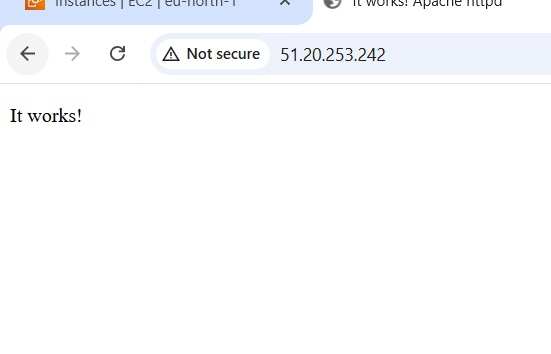 Instances | EC2 | eu-north-1
It works! Apache httpd
Not secure
51.20.253.242
It works!